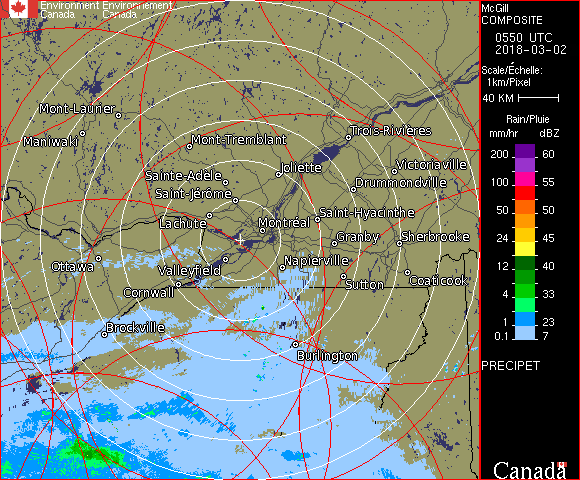 Environment Environnement
Canada Canada
McGill
COMPOSITE
0550 UTC
2018-03-02
Scale/Échelle:
1km/Pixel
40 KM
Rain/Pluie
mm/hr dBZ
200 60
100 55
50 50
24 45
12 40
4 33
1 23
0.1 7
PRECIPET
Canada
Mont-Laurier
Maniwaki
Mont-Tremblant
Trois-Rivières
Joliette
Victoriaville
Sainte-Adèle
Drummondville
Saint-Jérôme
Lachute
Saint-Hyacinthe
Montréal
Granby
Sherbrooke
Ottawa
Valleyfield
Napierville
Cornwall
Sutton
Coaticook
Brockville
Burlington